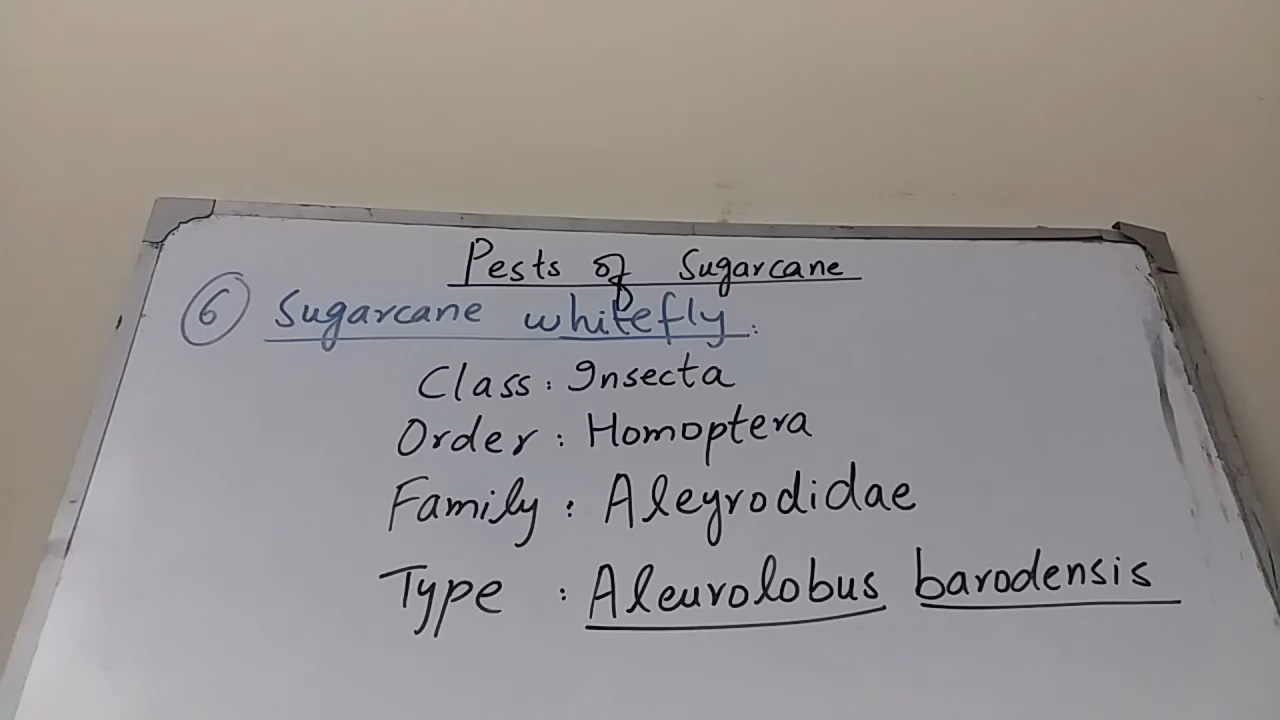 Pests of Sugarcane
6 Sugarcane whitefly.
Class: Insecta
Order: Homoptera
Family: Aleyrodidae
Type: Aleurolobus barodensis